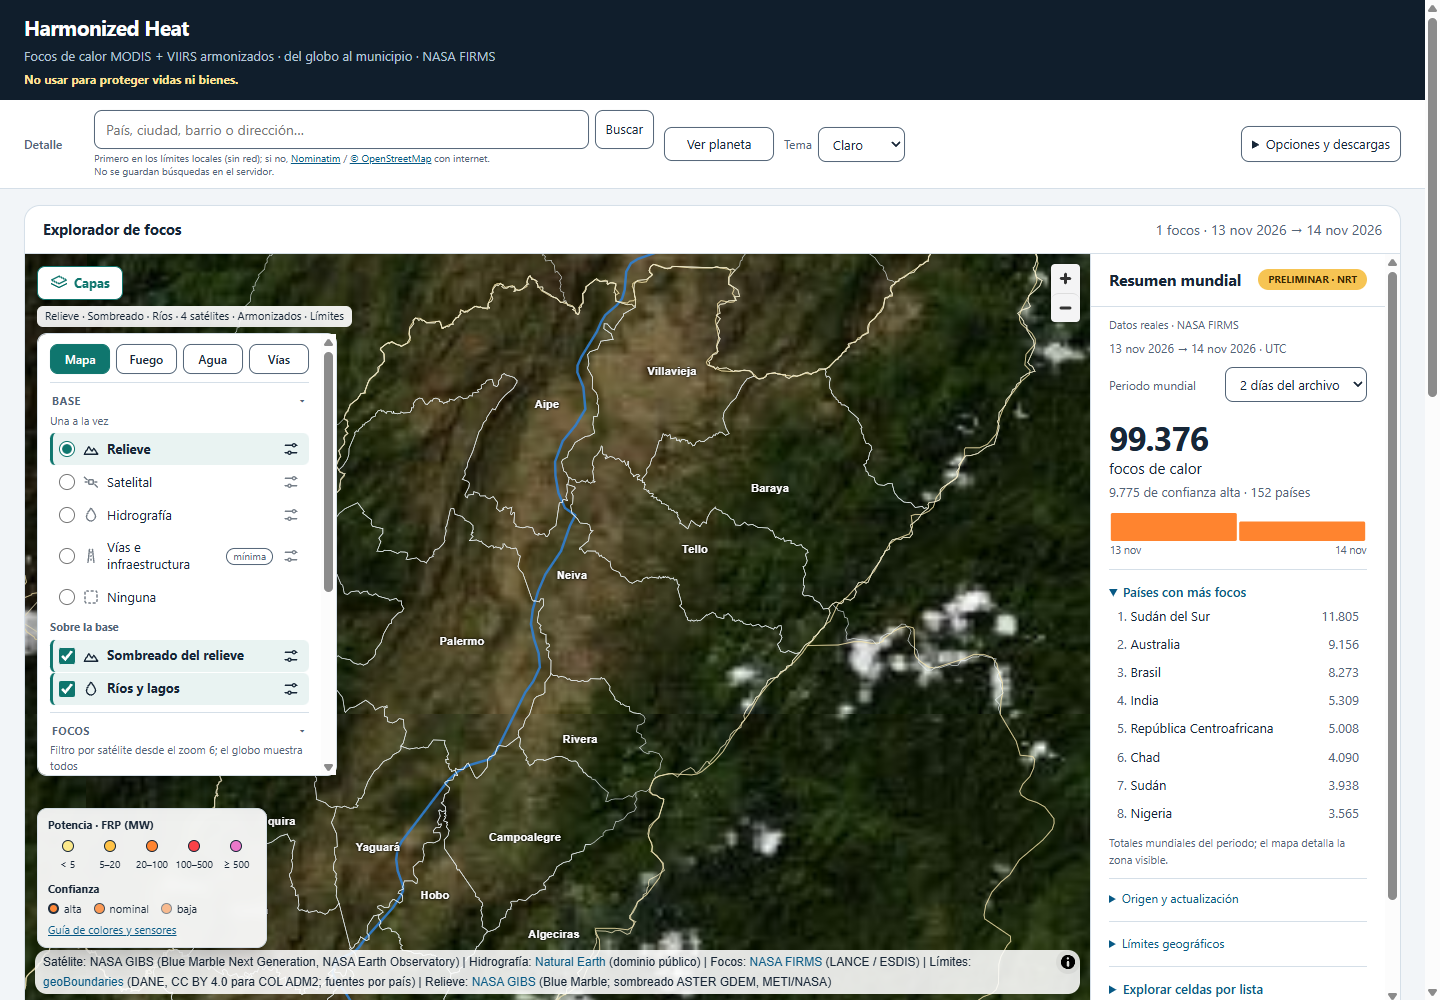 Harmonized Heat
Focos de calor MODIS + VIIRS armonizados · del globo al municipio · NASA FIRMS
No usar para proteger vidas ni bienes.
Detalle
País, ciudad, barrio o dirección...
Buscar
Primero en los límites locales (sin red); si no, Nominatim / © OpenStreetMap con internet.
No se guardan búsquedas en el servidor.
Ver planeta
Tema
Claro
Opciones y descargas
Explorador de focos
1 focos · 13 nov 2026 → 14 nov 2026
Capas
Relieve · Sombreado · Ríos · 4 satélites · Armonizados · Límites
Mapa
Fuego
Agua
Vías
BASE
Una a la vez
Relieve
Satelital
Hidrografía
Vías e
infraestructura
mínima
Ninguna
Sobre la base
Sombreado del relieve
Ríos y lagos
FOCOS
Filtro por satélite desde el zoom 6; el globo muestra
todos
Villavieja
Aipe
Baraya
Tello
Neiva
Palermo
Rivera
Campoalegre
Yaguará
Hobo
Algeciras
quira
Potencia · FRP (MW)
< 5
5–20
20–100
100–500
≥ 500
Confianza
alta
nominal
baja
Guía de colores y sensores
Satélite: NASA GIBS (Blue Marble Next Generation, NASA Earth Observatory) | Hidrografía: Natural Earth (dominio público) | Focos: NASA FIRMS (LANCE / ESDIS) | Límites:
geoBoundaries (DANE, CC BY 4.0 para COL ADM2; fuentes por país) | Relieve: NASA GIBS (Blue Marble; sombreado ASTER GDEM, METI/NASA)
Resumen mundial
PRELIMINAR · NRT
Datos reales · NASA FIRMS
13 nov 2026 → 14 nov 2026 · UTC
Periodo mundial
2 días del archivo
99.376
focos de calor
9.775 de confianza alta · 152 países
13 nov
14 nov
Países con más focos
1. Sudán del Sur 11.805
2. Australia 9.156
3. Brasil 8.273
4. India 5.309
5. República Centroafricana 5.008
6. Chad 4.090
7. Sudán 3.938
8. Nigeria 3.565
Totales mundiales del periodo; el mapa detalla la
zona visible.
Origen y actualización
Límites geográficos
Explorar celdas por lista